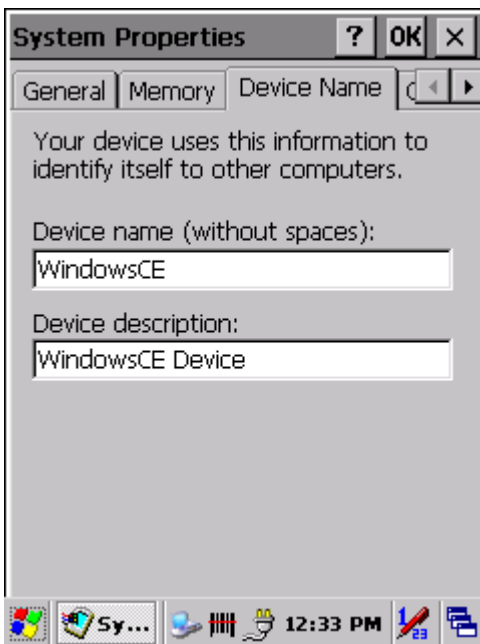 System Properties ? OK ×
General Memory Device Name
Your device uses this information to
identify itself to other computers.
Device name (without spaces):
WindowsCE
Device description:
WindowsCE Device
Sy... 12:33 PM 23